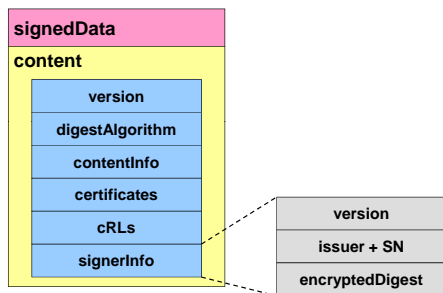 signedData
content
version
digestAlgorithm
contentInfo
certificates
cRLs
signerInfo
version
issuer + SN
encryptedDigest